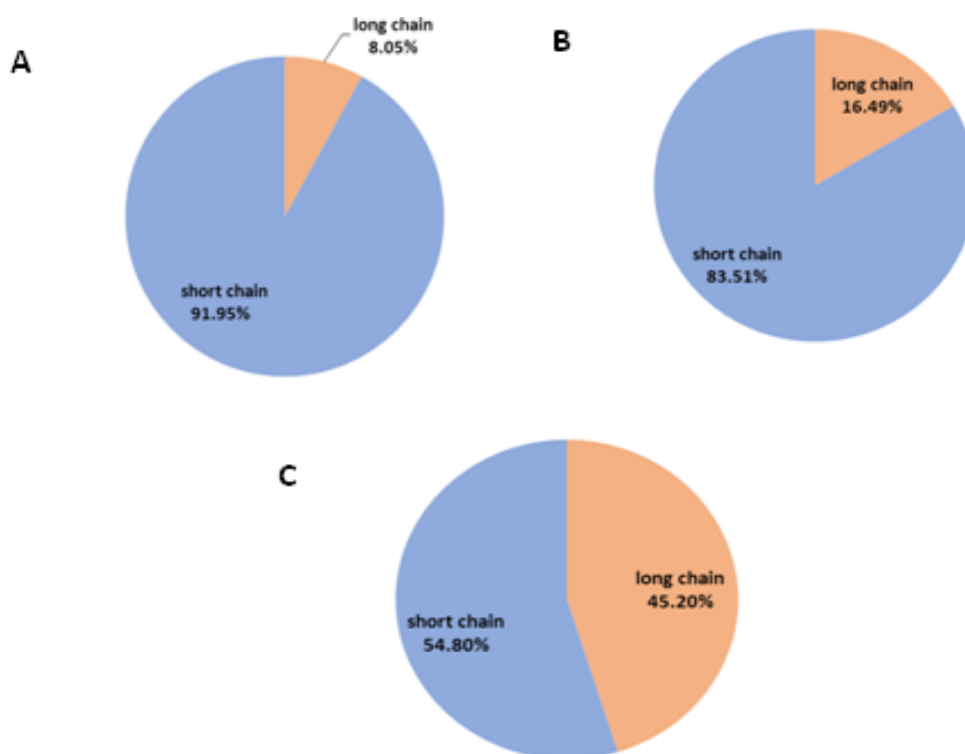 A
long chain
8.05%
short chain
91.95%
B
long chain
16.49%
short chain
83.51%
C
long chain
45.20%
short chain
54.80%